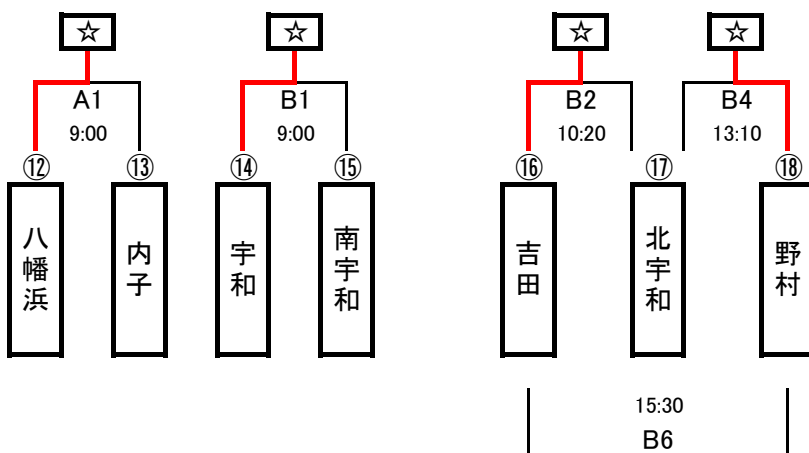 ☆ ☆ ☆ ☆
A1 B1 B2 B4
9:00 9:00 10:20 13:10
⑫ ⑬ ⑭ ⑮ ⑯ ⑰ ⑱
八幡浜
内子
宇和
南宇和
吉田
北宇和
野村
15:30
B6